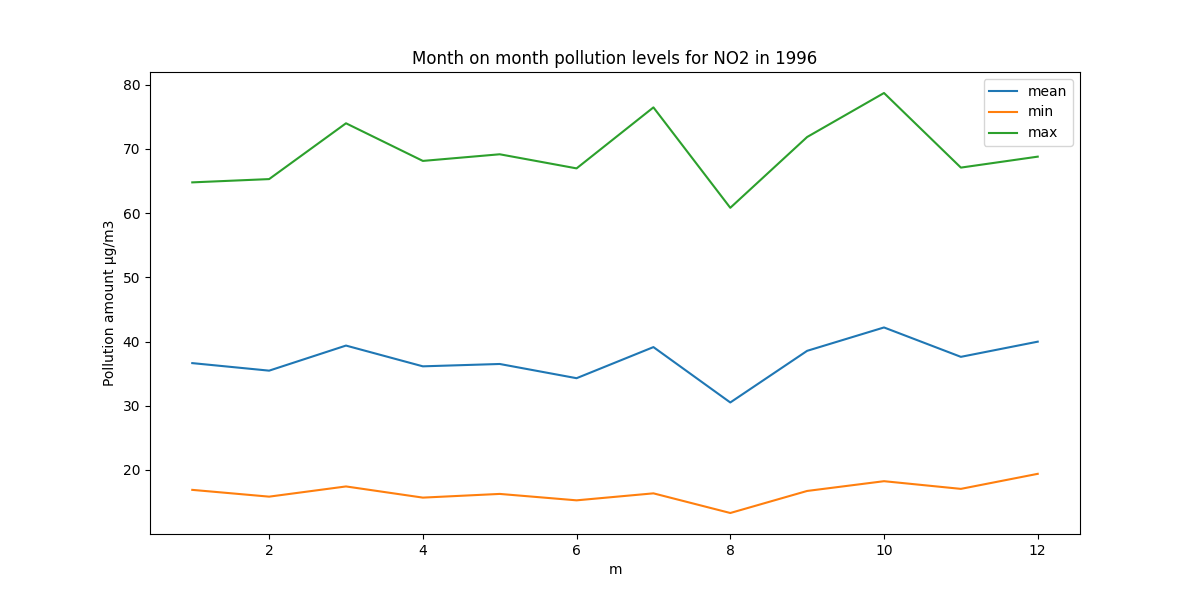 Month on month pollution levels for NO2 in 1996
mean
min
max
Pollution amount µg/m3
80
70
60
50
40
30
20
2 4 6 8 10 12
m